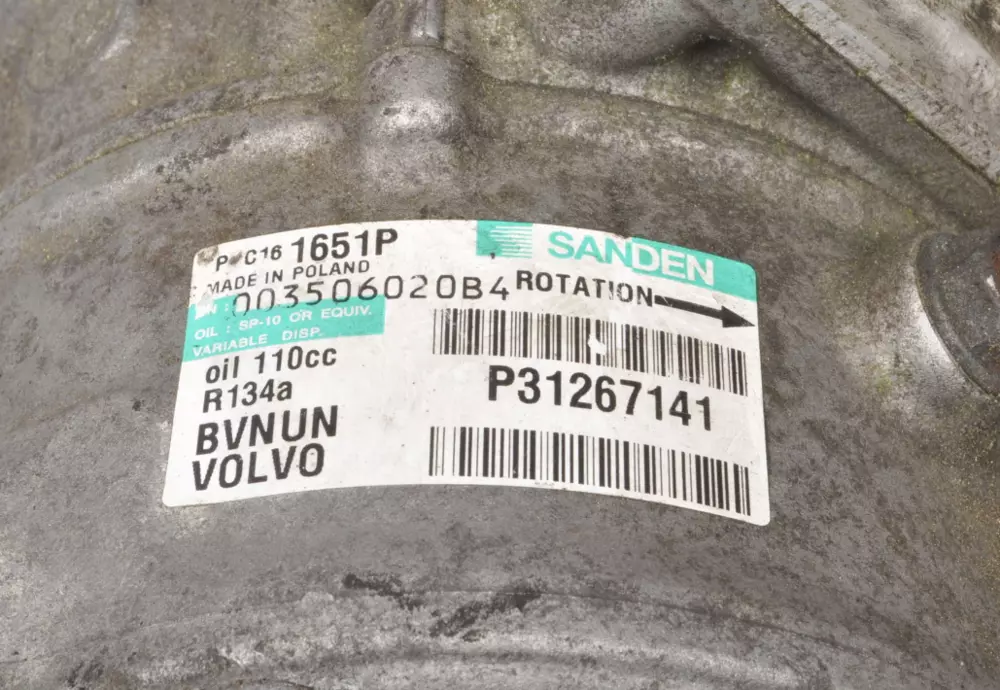 1651P
SANDEN
MADE IN POLAND
003506020B4
ROTATION
OIL : SP-10 OR EQUIV.
VARIABLE DISP.
oil 110cc
R134a
P31267141
BVNUN
VOLVO